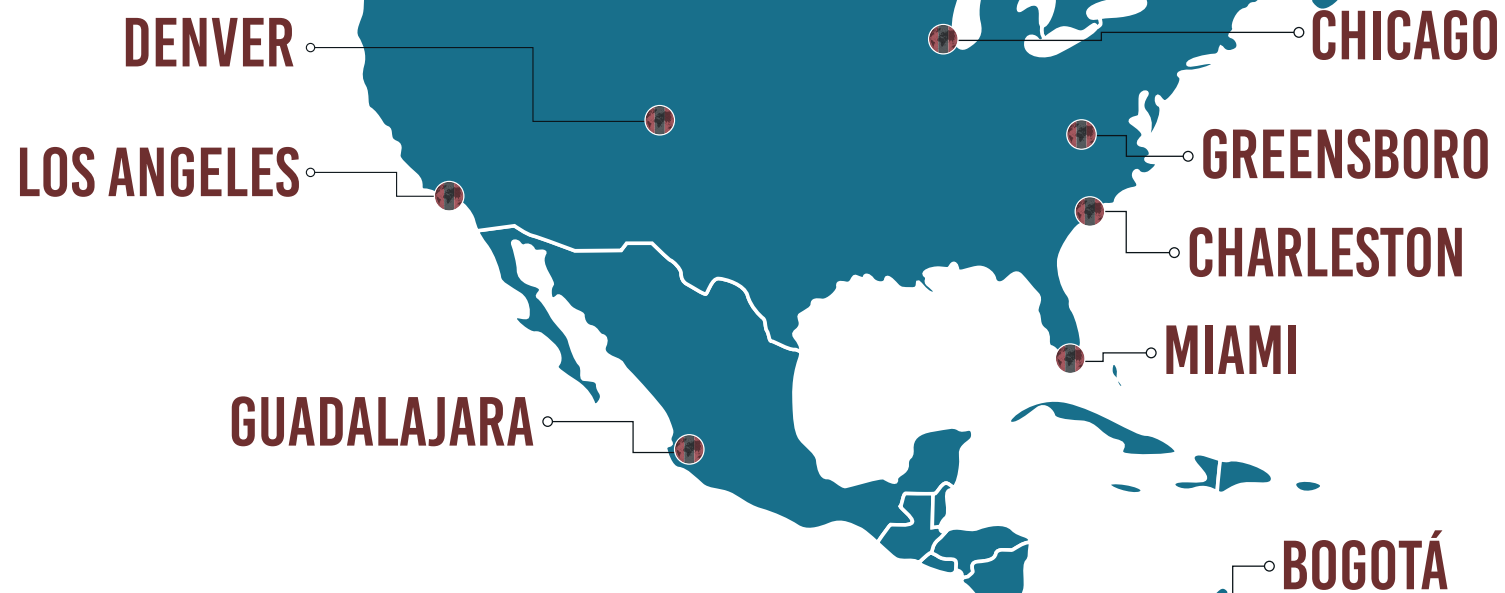 DENVER
CHICAGO
LOS ANGELES
GREENSBORO
CHARLESTON
MIAMI
GUADALAJARA
BOGOTÁ